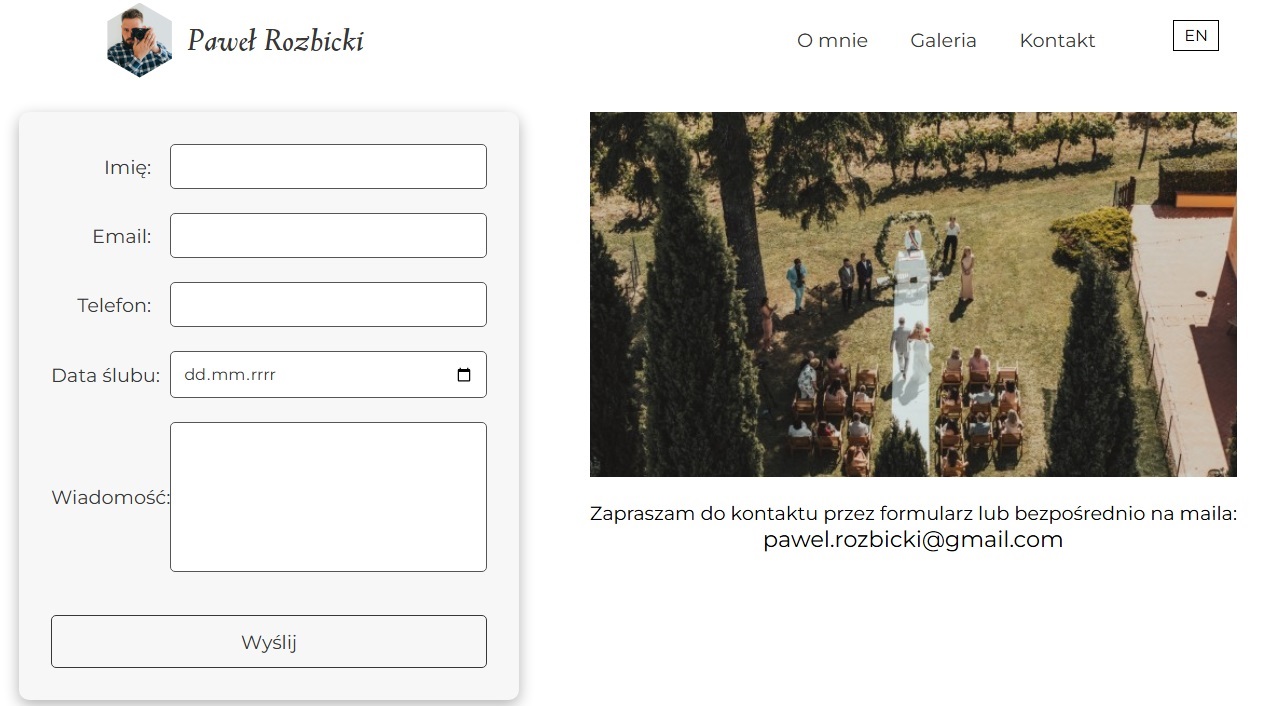 Paweł Rozbicki
O mnie Galeria Kontakt EN
Imię:
Email:
Telefon:
Data ślubu: dd.mm.rrrr
Wiadomość:
Wyślij
Zapraszam do kontaktu przez formularz lub bezpośrednio na maila:
pawel.rozbicki@gmail.com